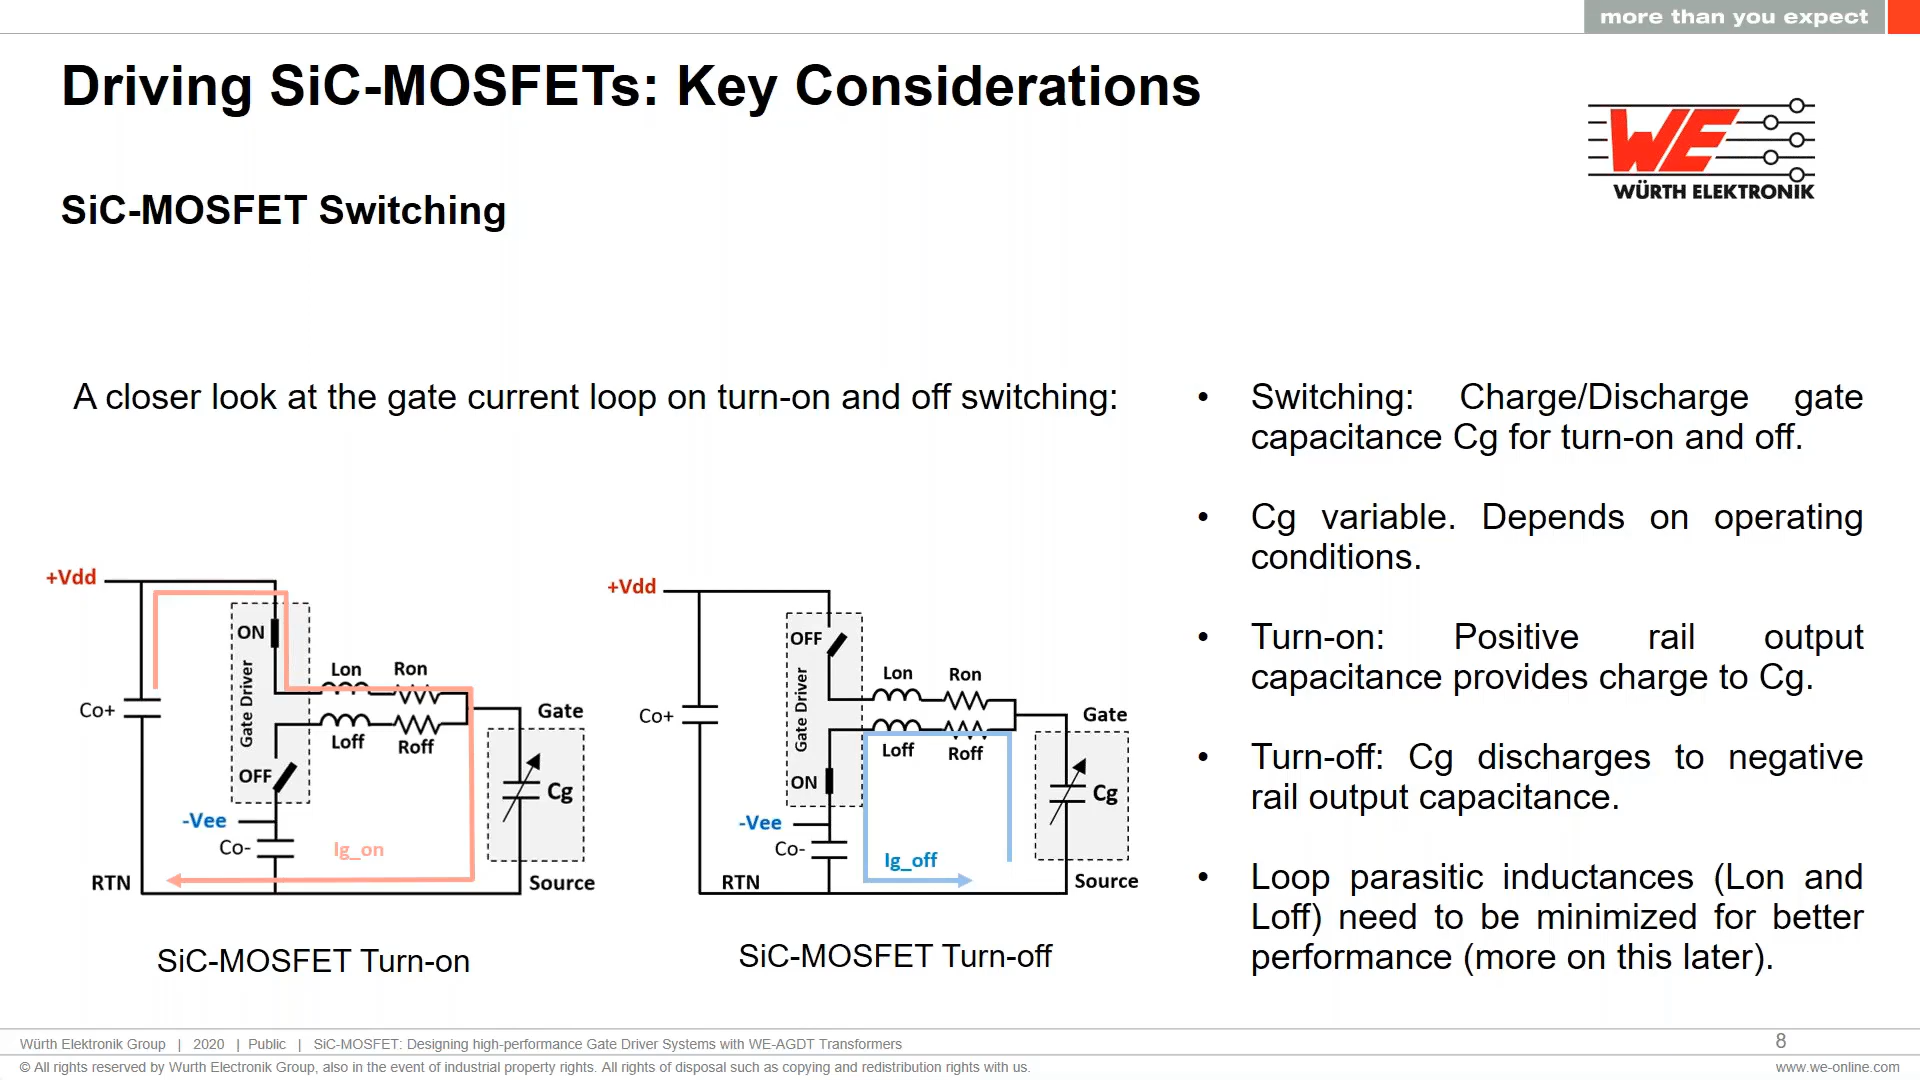 more than you expect
Driving SiC-MOSFETs: Key Considerations
WE
WÜRTH ELEKTRONIK
SiC-MOSFET Switching
A closer look at the gate current loop on turn-on and off switching:
+Vdd
ON
Gate Driver
Lon
Ron
Co+
Loff
Roff
Gate
OFF
Cg
-Vee
Co-
Ig_on
RTN
Source
SiC-MOSFET Turn-on
+Vdd
OFF
Gate Driver
Lon
Ron
Co+
Gate
Loff
Roff
ON
Cg
-Vee
Co-
Ig_off
RTN
Source
SiC-MOSFET Turn-off
• Switching: Charge/Discharge gate
capacitance Cg for turn-on and off.
• Cg variable. Depends on operating
conditions.
• Turn-on: Positive rail output
capacitance provides charge to Cg.
• Turn-off: Cg discharges to negative
rail output capacitance.
• Loop parasitic inductances (Lon and
Loff) need to be minimized for better
performance (more on this later).
Würth Elektronik Group | 2020 | Public | SiC-MOSFET: Designing high-performance Gate Driver Systems with WE-AGDT Transformers
8
© All rights reserved by Wurth Electronik Group, also in the event of industrial property rights. All rights of disposal such as copying and redistribution rights with us.
www.we-online.com